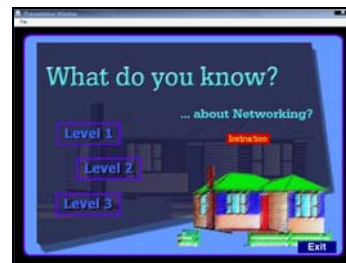 Presentation Window
File
What do you know?
... about Networking?
Level 1
Instruction
Level 2
Level 3
Exit